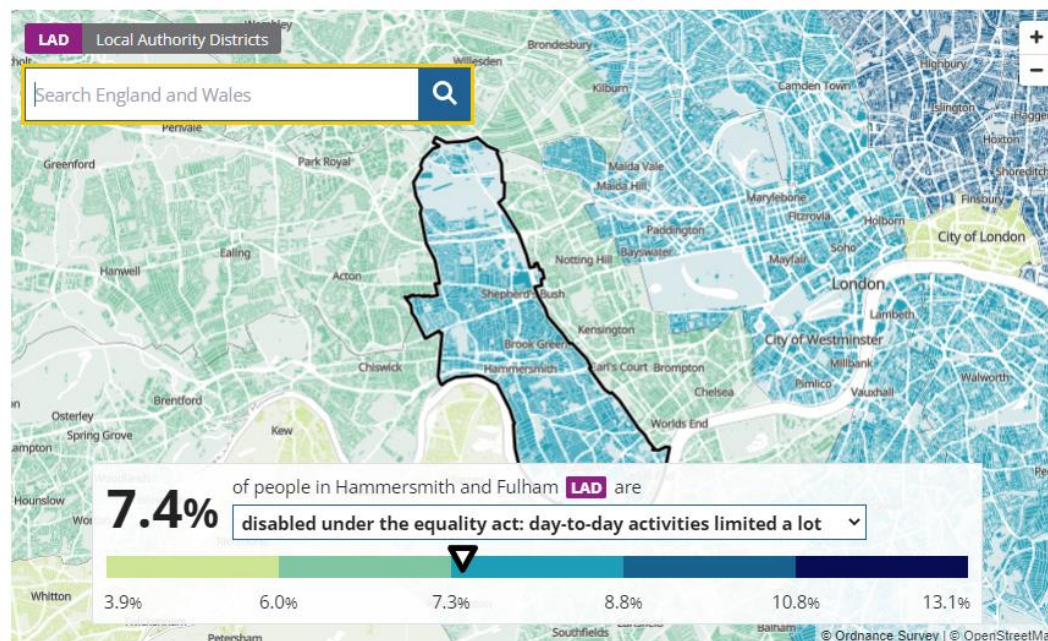 Wembley
LAD Local Authority Districts
Brondesbury
Willesden
Search England and Wales
+
−
Kilburn
Camden Town
Highbury
Islington
Hoxton
Perivale
Greenford
Park Royal
Maida Vale
Maida Hill
Shoreditch
Marylebone
Finsbury
Fitzrovia
Holborn
City of London
Paddington
Soho
Ealing
Bayswater
Mayfair
Notting Hill
Hanwell
Acton
London
Shepherd's Bush
Lambeth
Kensington
City of Westminster
Brook Green
Millbank
Chiswick
Hammersmith
Earl's Court
Brompton
Walworth
Pimlico
Vauxhall
Chelsea
Brentford
Osterley
Worlds End
Kew
Spring Grove
Hounslow
7.4%
of people in Hammersmith and Fulham LAD are
disabled under the equality act: day-to-day activities limited a lot
3.9% 6.0% 7.3% 8.8% 10.8% 13.1%
Whitton
Petersham
Southfields
Balham
© Ordnance Survey | © OpenStreetMa